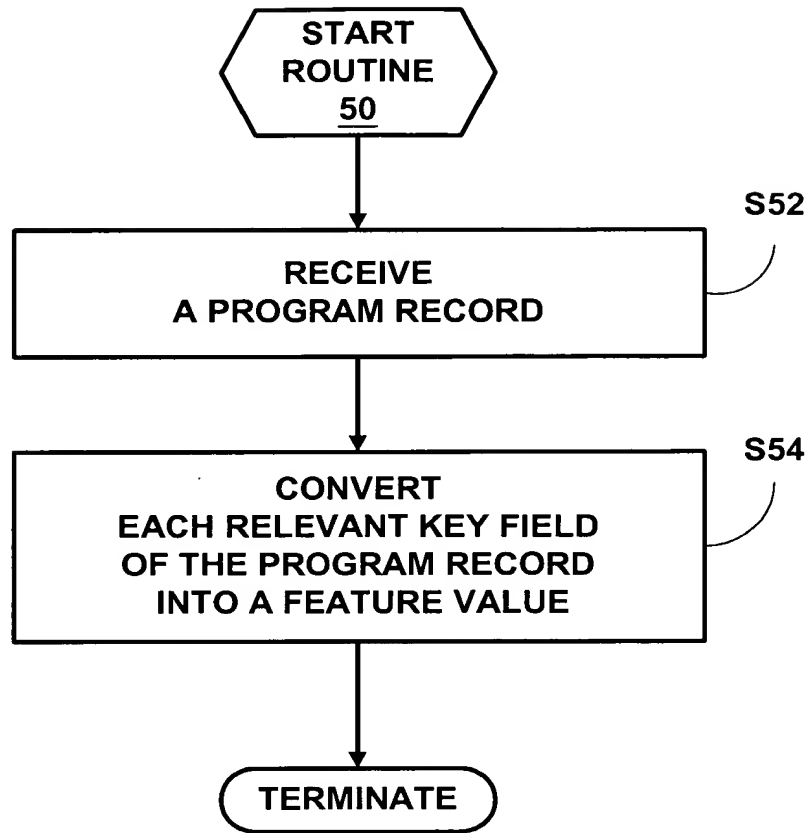 START
ROUTINE
50
S52
RECEIVE
A PROGRAM RECORD
S54
CONVERT
EACH RELEVANT KEY FIELD
OF THE PROGRAM RECORD
INTO A FEATURE VALUE
TERMINATE